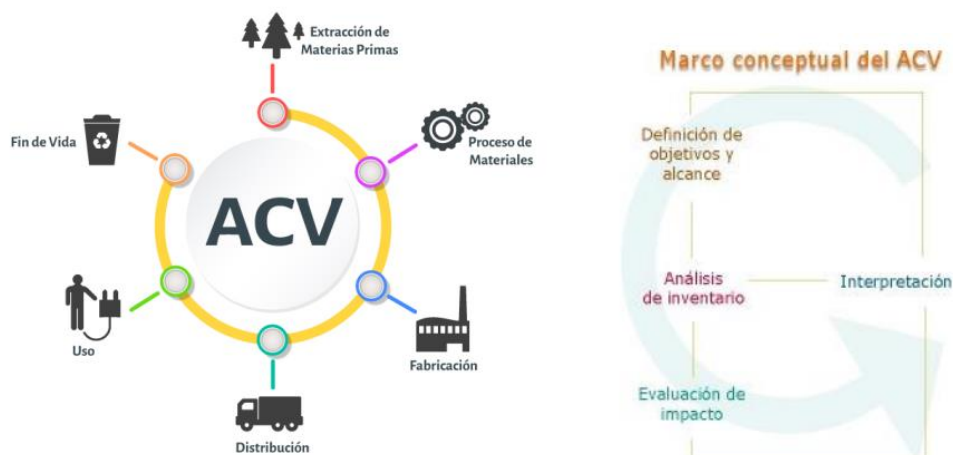 Extracción de
Materias Primas
Proceso de
Materiales
Fabricación
Distribución
Uso
Fin de Vida
ACV
Marco conceptual del ACV
Definición de
objetivos y
alcance
Análisis
de inventario
Interpretación
Evaluación de
impacto